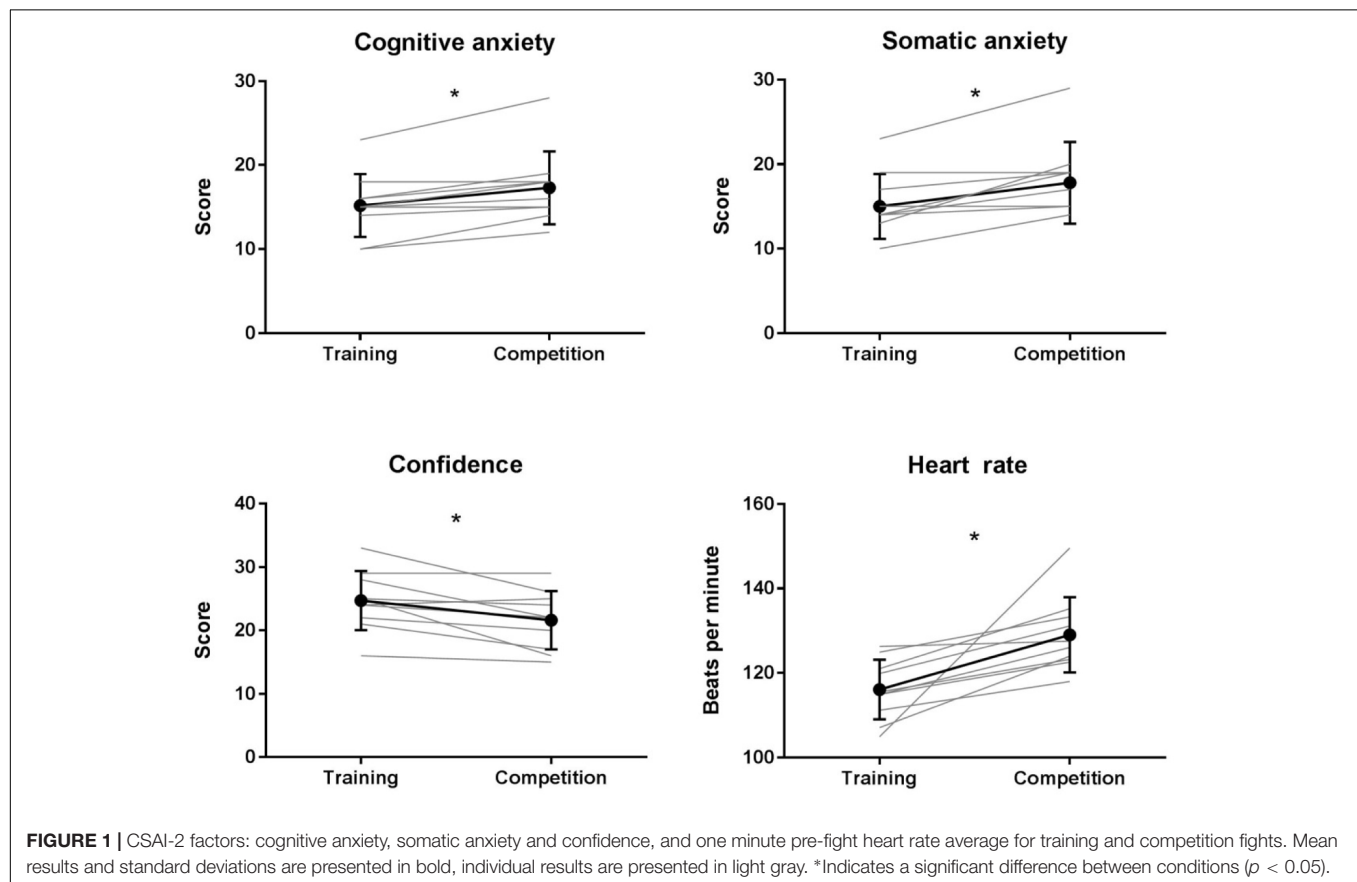 Cognitive anxiety
30
20
10
0
Score
*
Training
Competition
Somatic anxiety
30
20
10
0
Score
*
Training
Competition
Confidence
40
30
20
10
0
Score
*
Training
Competition
Heart rate
160
140
120
100
Beats per minute
*
Training
Competition
FIGURE 1 | CSAI-2 factors: cognitive anxiety, somatic anxiety and confidence, and one minute pre-fight heart rate average for training and competition fights. Mean
results and standard deviations are presented in bold, individual results are presented in light gray. *Indicates a significant difference between conditions (p < 0.05).